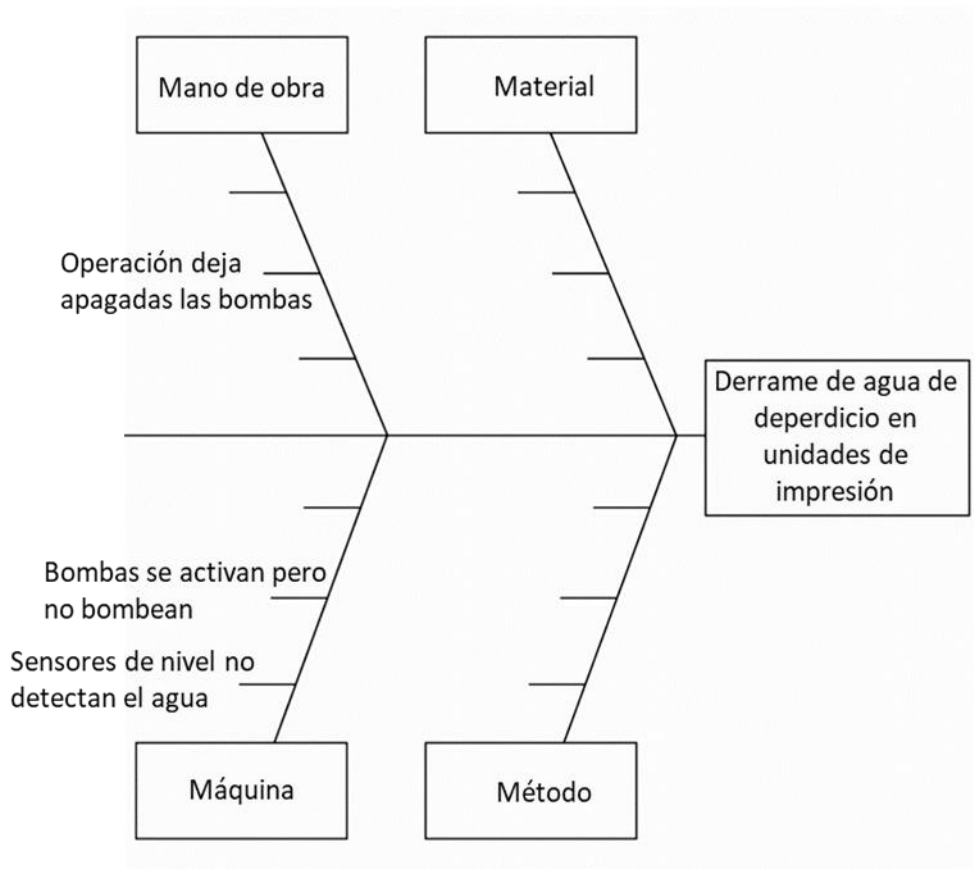 Mano de obra
Material
Operación deja
apagadas las bombas
Derrame de agua de
deperdicio en
unidades de
impresión
Bombas se activan pero
no bombean
Sensores de nivel no
detectan el agua
Máquina
Método